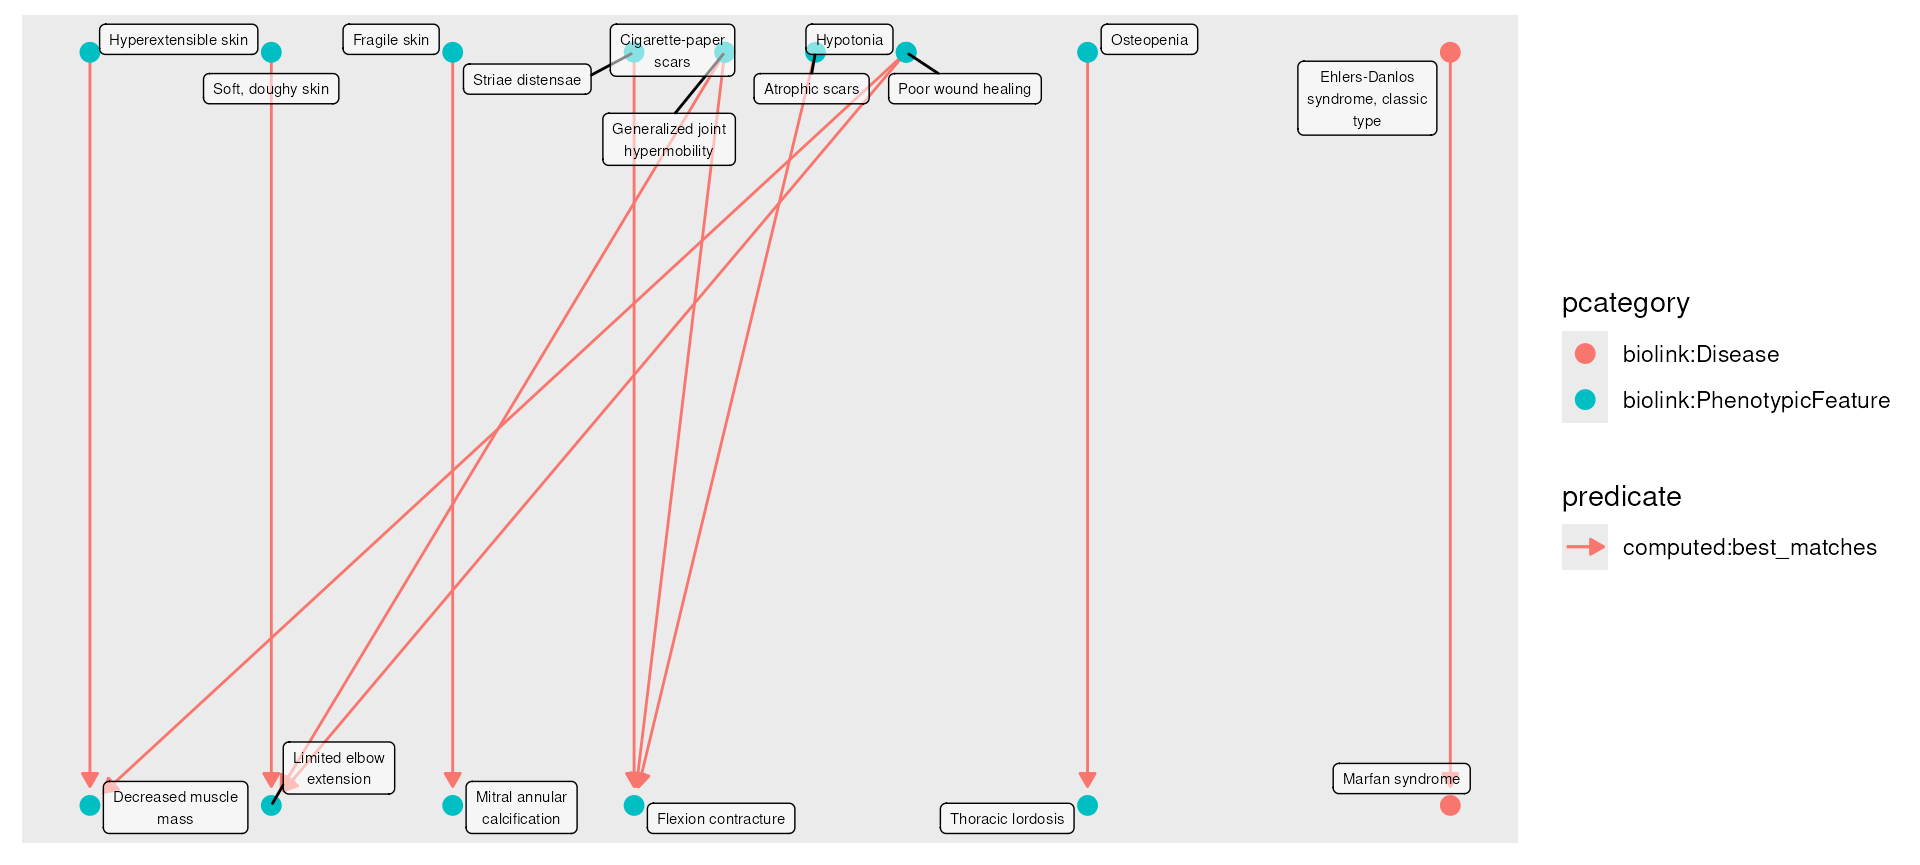 Hyperextensible skin
Fragile skin
Cigarette-paper
scars
Hypotonia
Osteopenia
Soft, doughy skin
Striae distensae
Atrophic scars
Poor wound healing
Ehlers-Danlos
syndrome, classic
type
Generalized joint
hypermobility
Limited elbow
extension
Marfan syndrome
Decreased muscle
mass
Mitral annular
calcification
Flexion contracture
Thoracic lordosis
pcategory
biolink:Disease
biolink:PhenotypicFeature
predicate
computed:best_matches